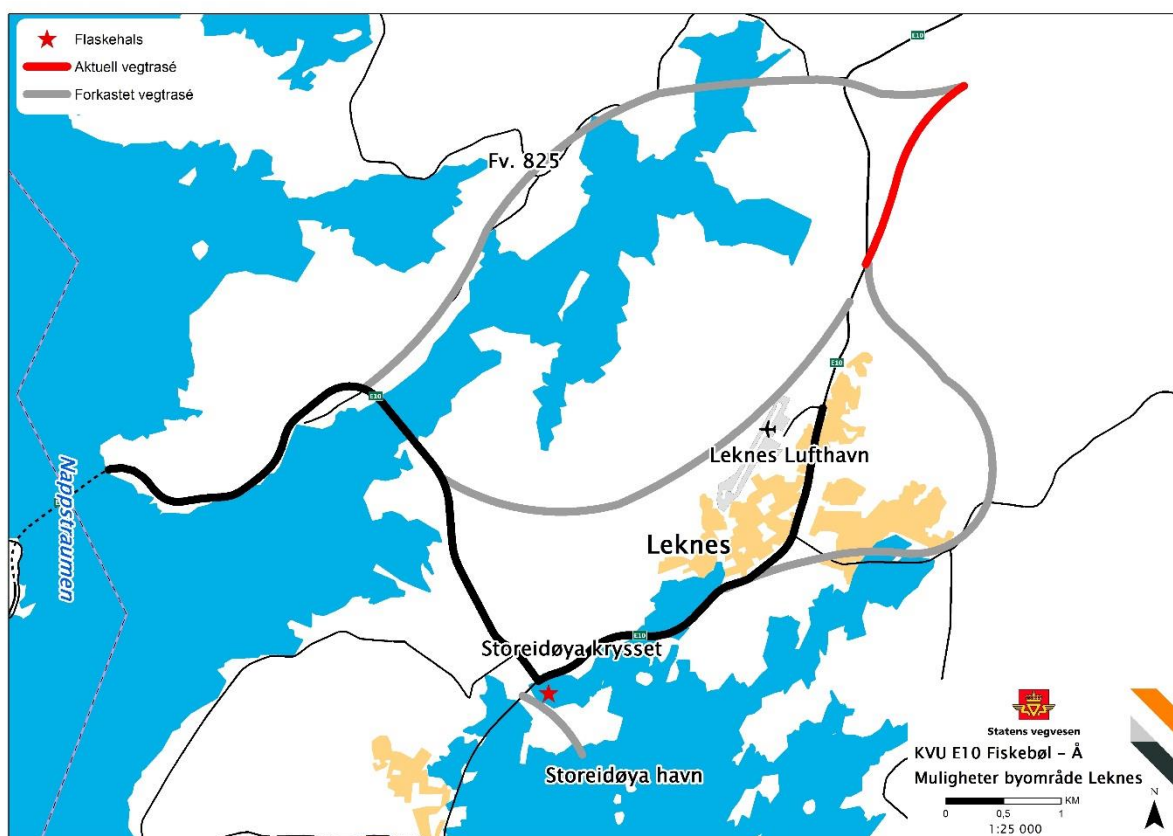 Flaskehals
Aktuell vegtrasé
Forkastet vegtrasé
E10
Fv. 825
E10
E10
Leknes Lufthavn
Nappstraumen
Leknes
E10
Storeidøya krysset
Storeidøya havn
Statens vegvesen
KVU E10 Fiskebøl - Å
Muligheter byområde Leknes
KM
0 0,5 1
1:25 000
N